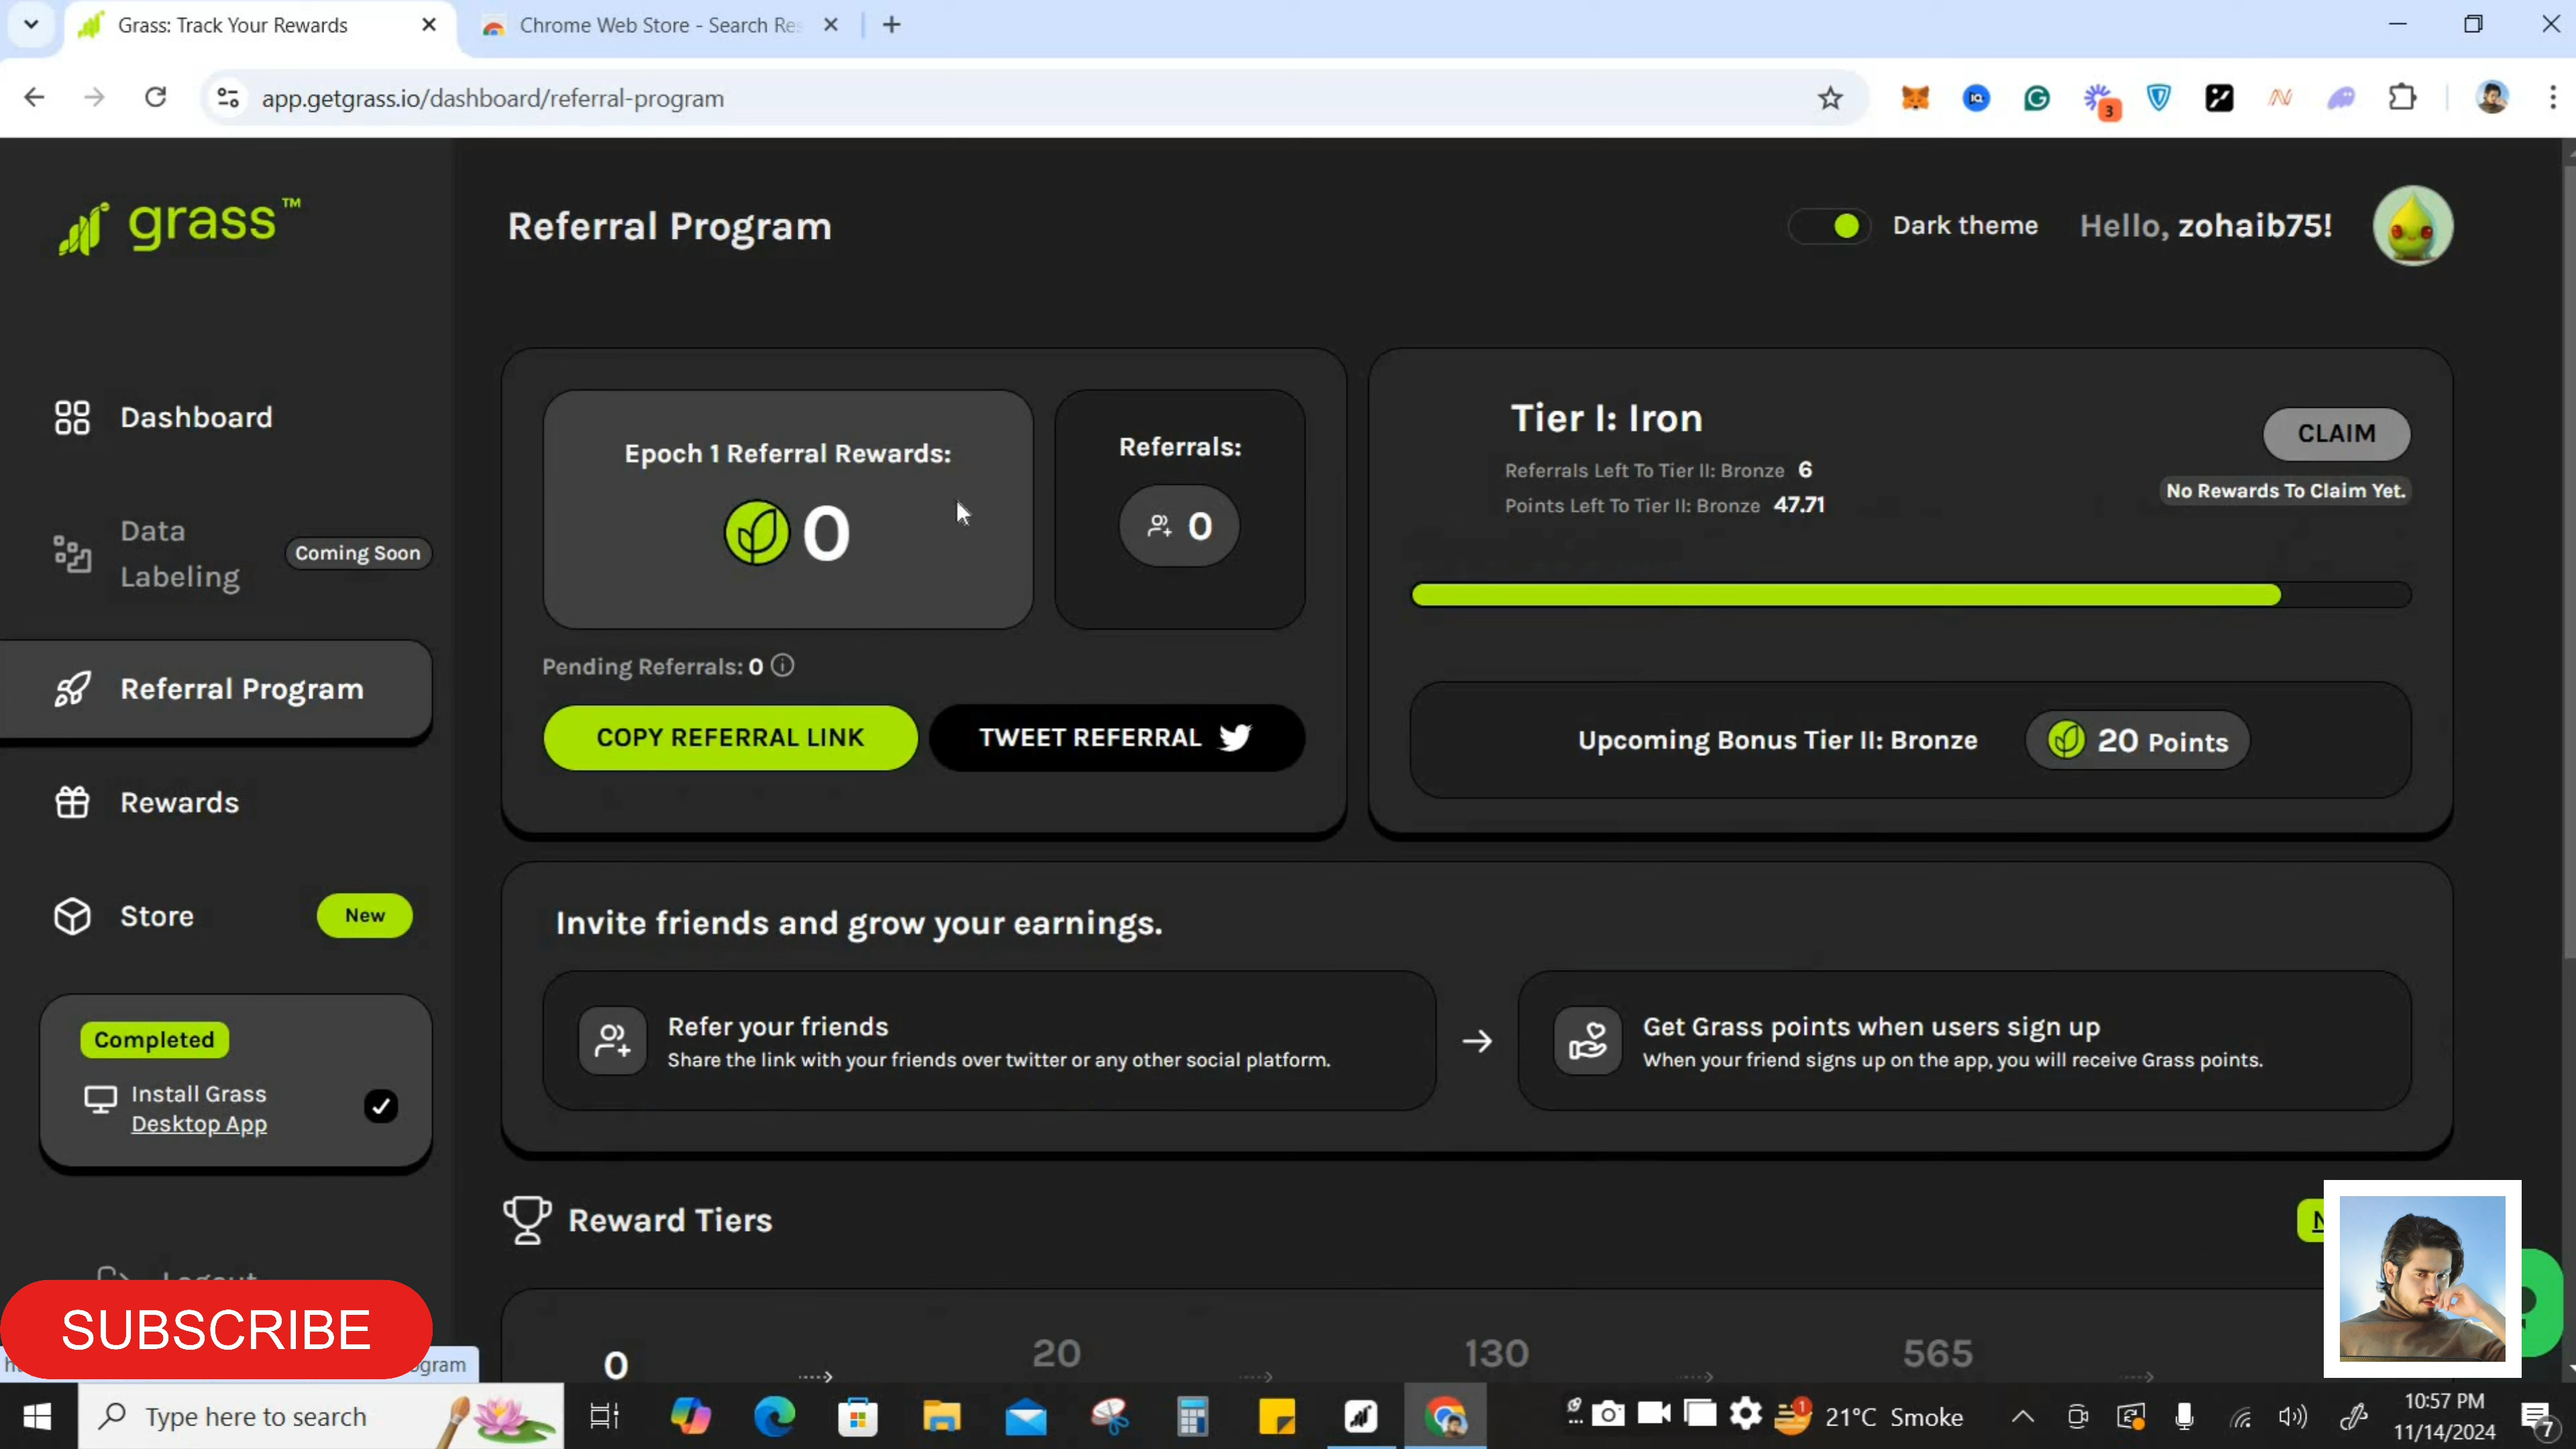 Grass: Track Your Rewards
Chrome Web Store - Search Res
app.getgrass.io/dashboard/referral-program
3
grass™
Referral Program
Dark theme
Hello, zohaib75!
Dashboard
Data Labeling
Coming Soon
Referral Program
Rewards
Store
New
Completed
Install Grass
Desktop App
Logout
Epoch 1 Referral Rewards:
0
Referrals:
0
Pending Referrals: 0
COPY REFERRAL LINK
TWEET REFERRAL
Tier I: Iron
Referrals Left To Tier II: Bronze 6
Points Left To Tier II: Bronze 47.71
CLAIM
No Rewards To Claim Yet.
Upcoming Bonus Tier II: Bronze
20 Points
Invite friends and grow your earnings.
Refer your friends
Share the link with your friends over twitter or any other social platform.
Get Grass points when users sign up
When your friend signs up on the app, you will receive Grass points.
Reward Tiers
0
20
130
565
SUBSCRIBE
Type here to search
1
21°C Smoke
10:57 PM
11/14/2024
7